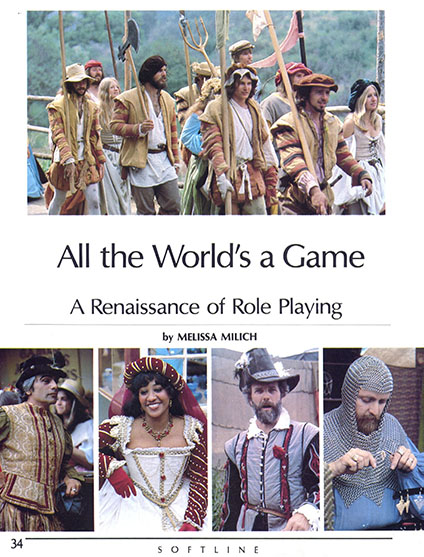 All the World's a Game
A Renaissance of Role Playing
by MELISSA MILICH
34
SOFTLINE